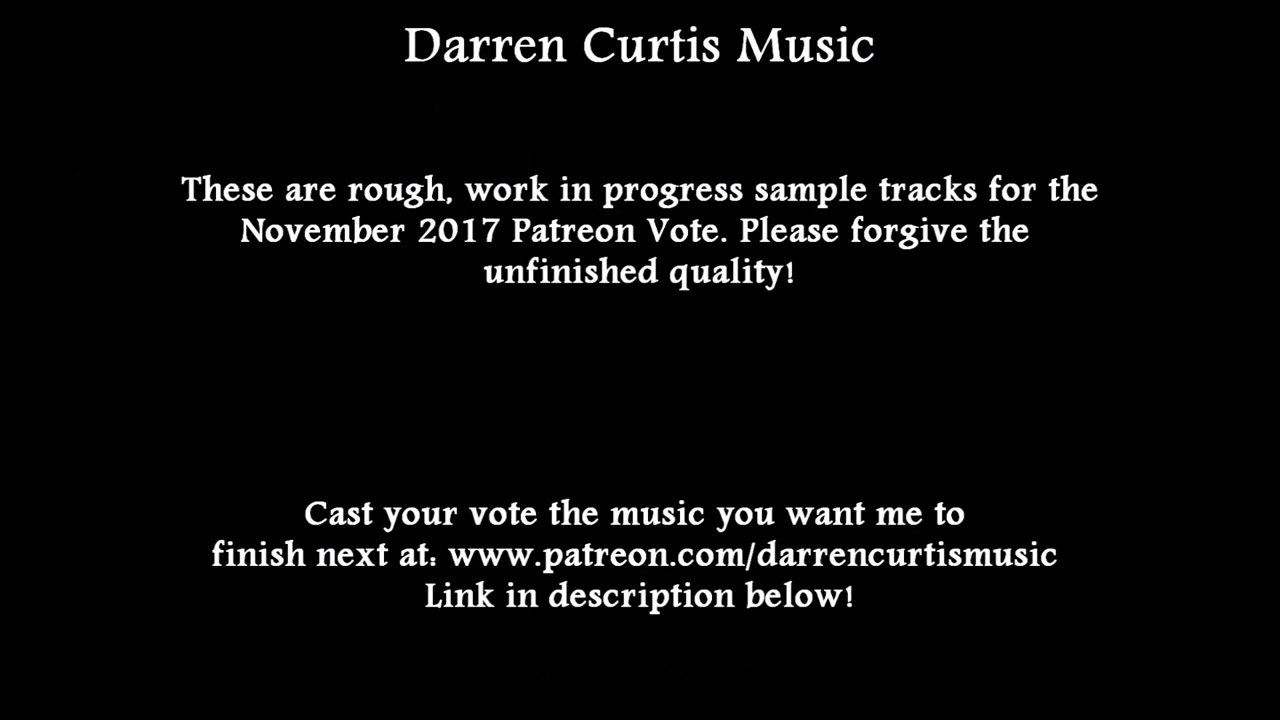 Darren Curtis Music
These are rough, work in progress sample tracks for the
November 2017 Patreon Vote. Please forgive the
unfinished quality!
Cast your vote the music you want me to
finish next at: www.patreon.com/darrencurtismusic
Link in description below!